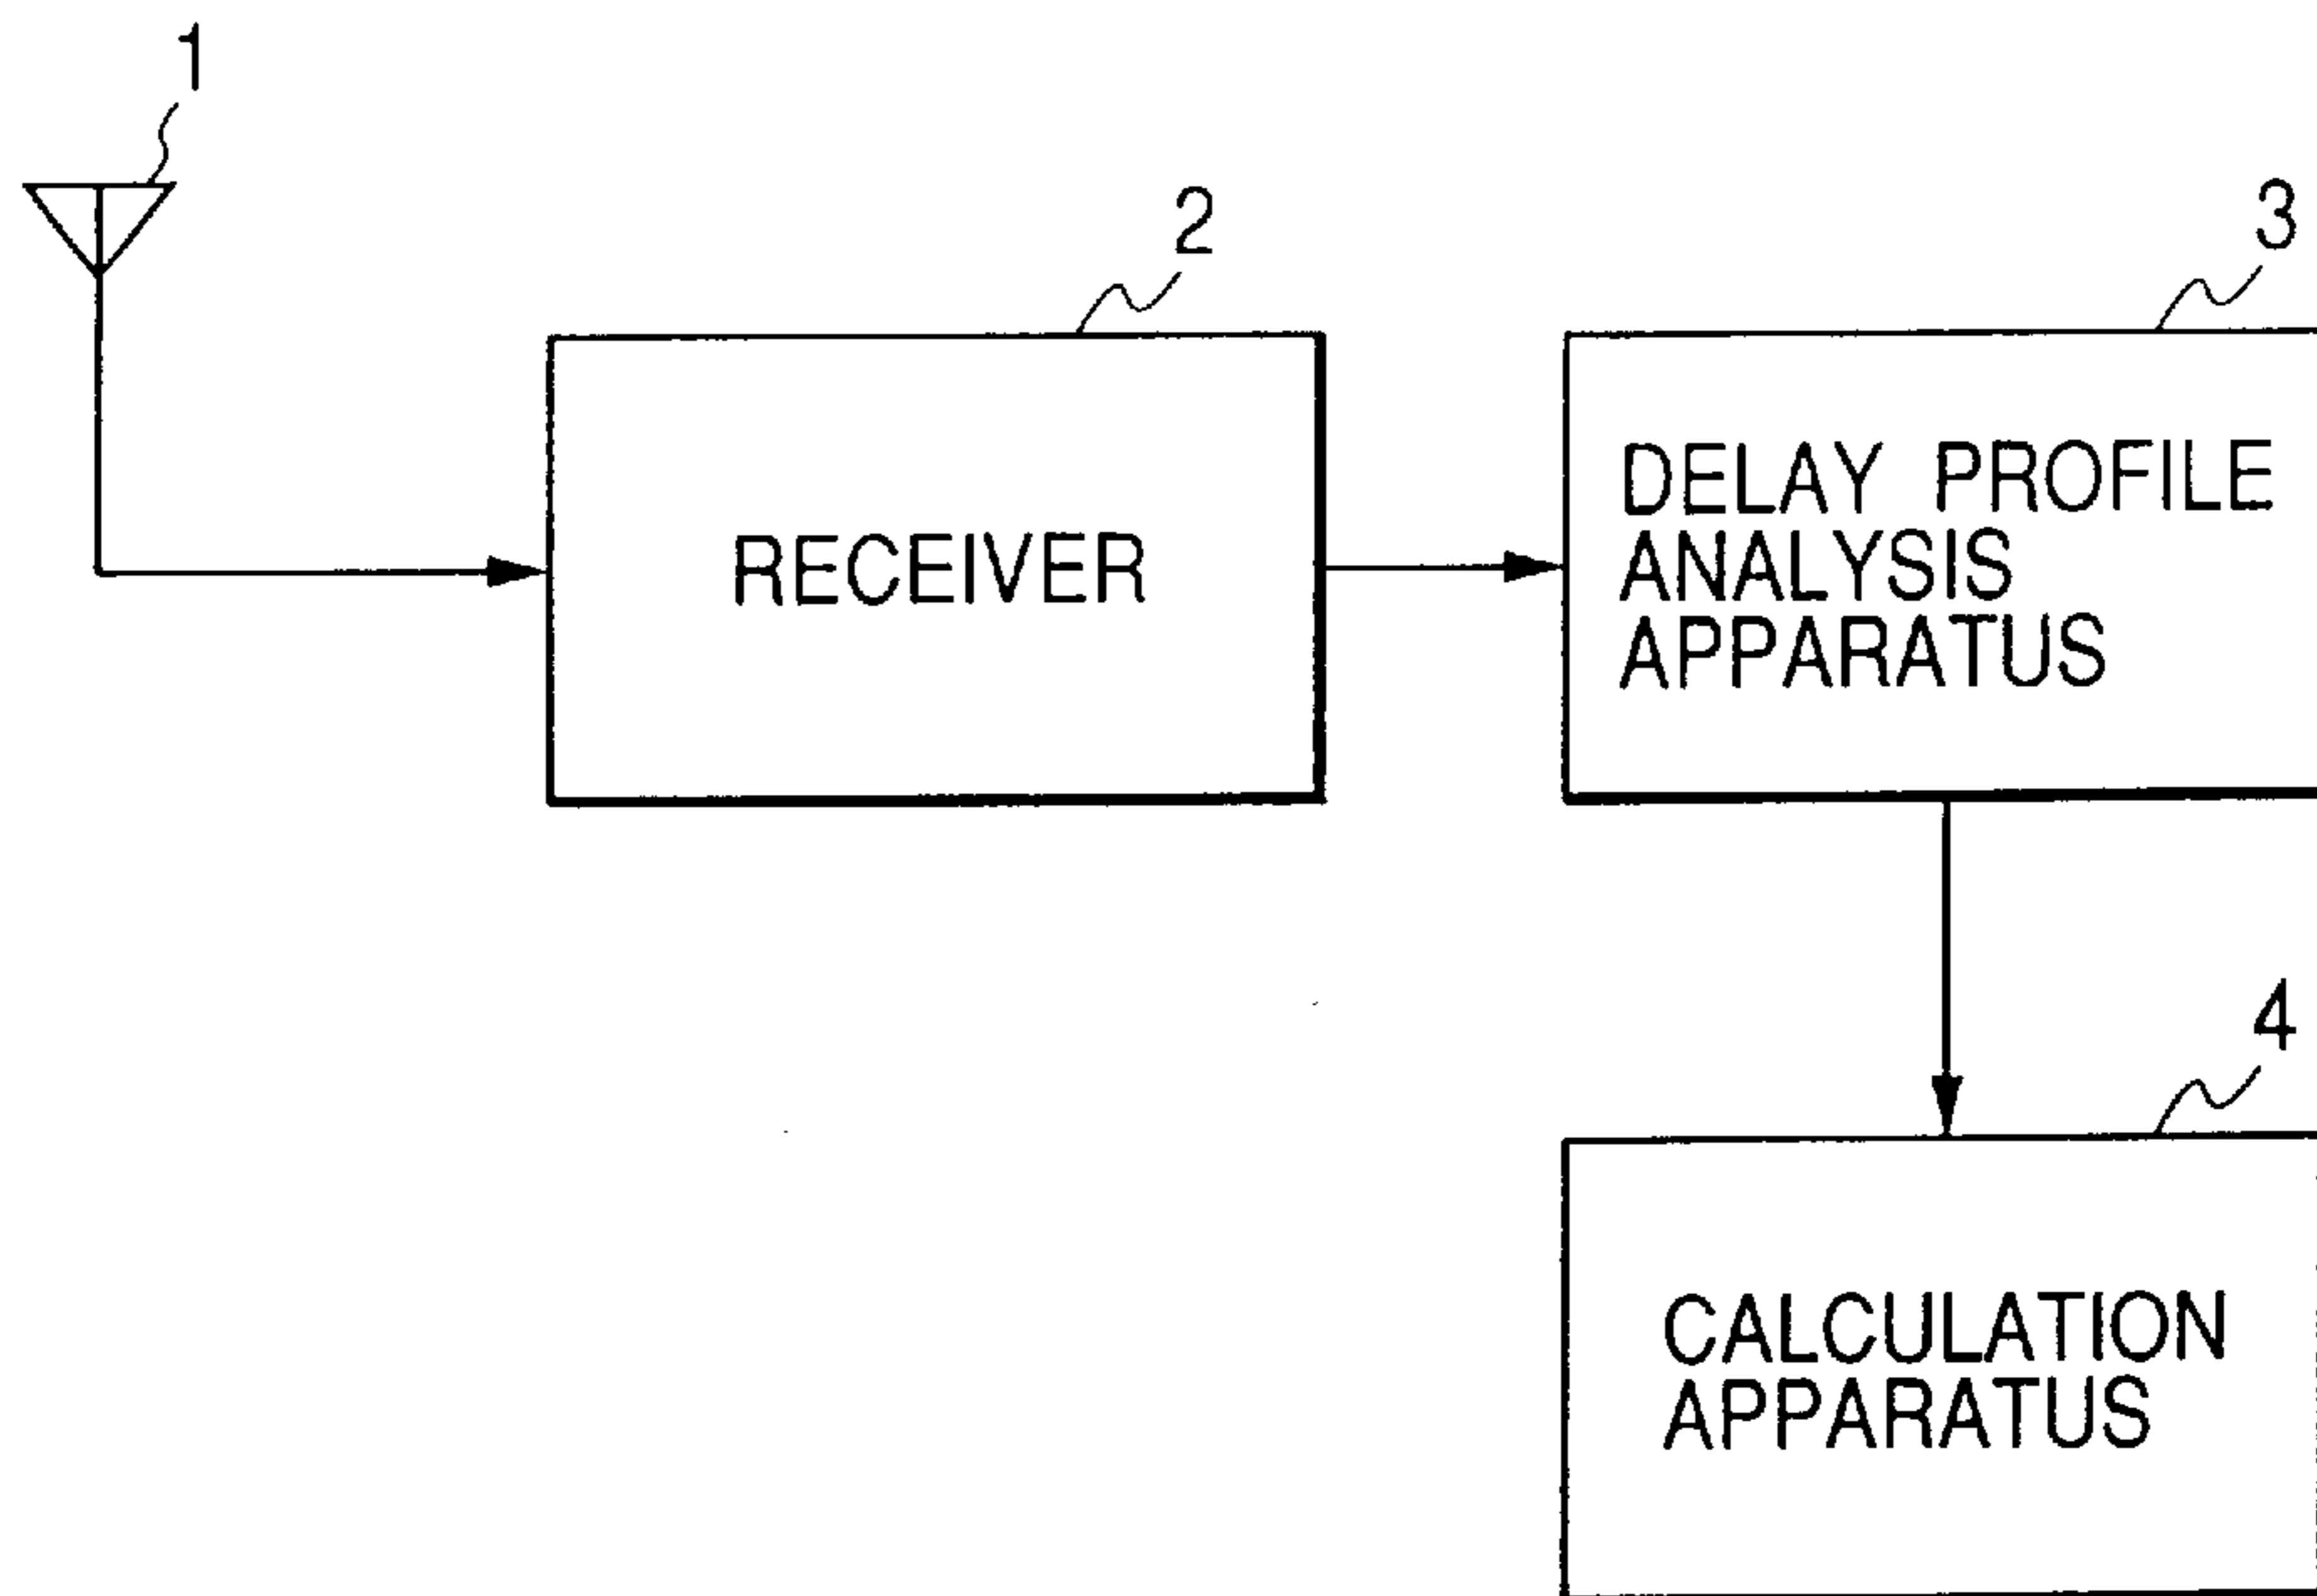 1
2
3
RECEIVER
DELAY PROFILE
ANALYSIS
APPARATUS
4
CALCULATION
APPARATUS